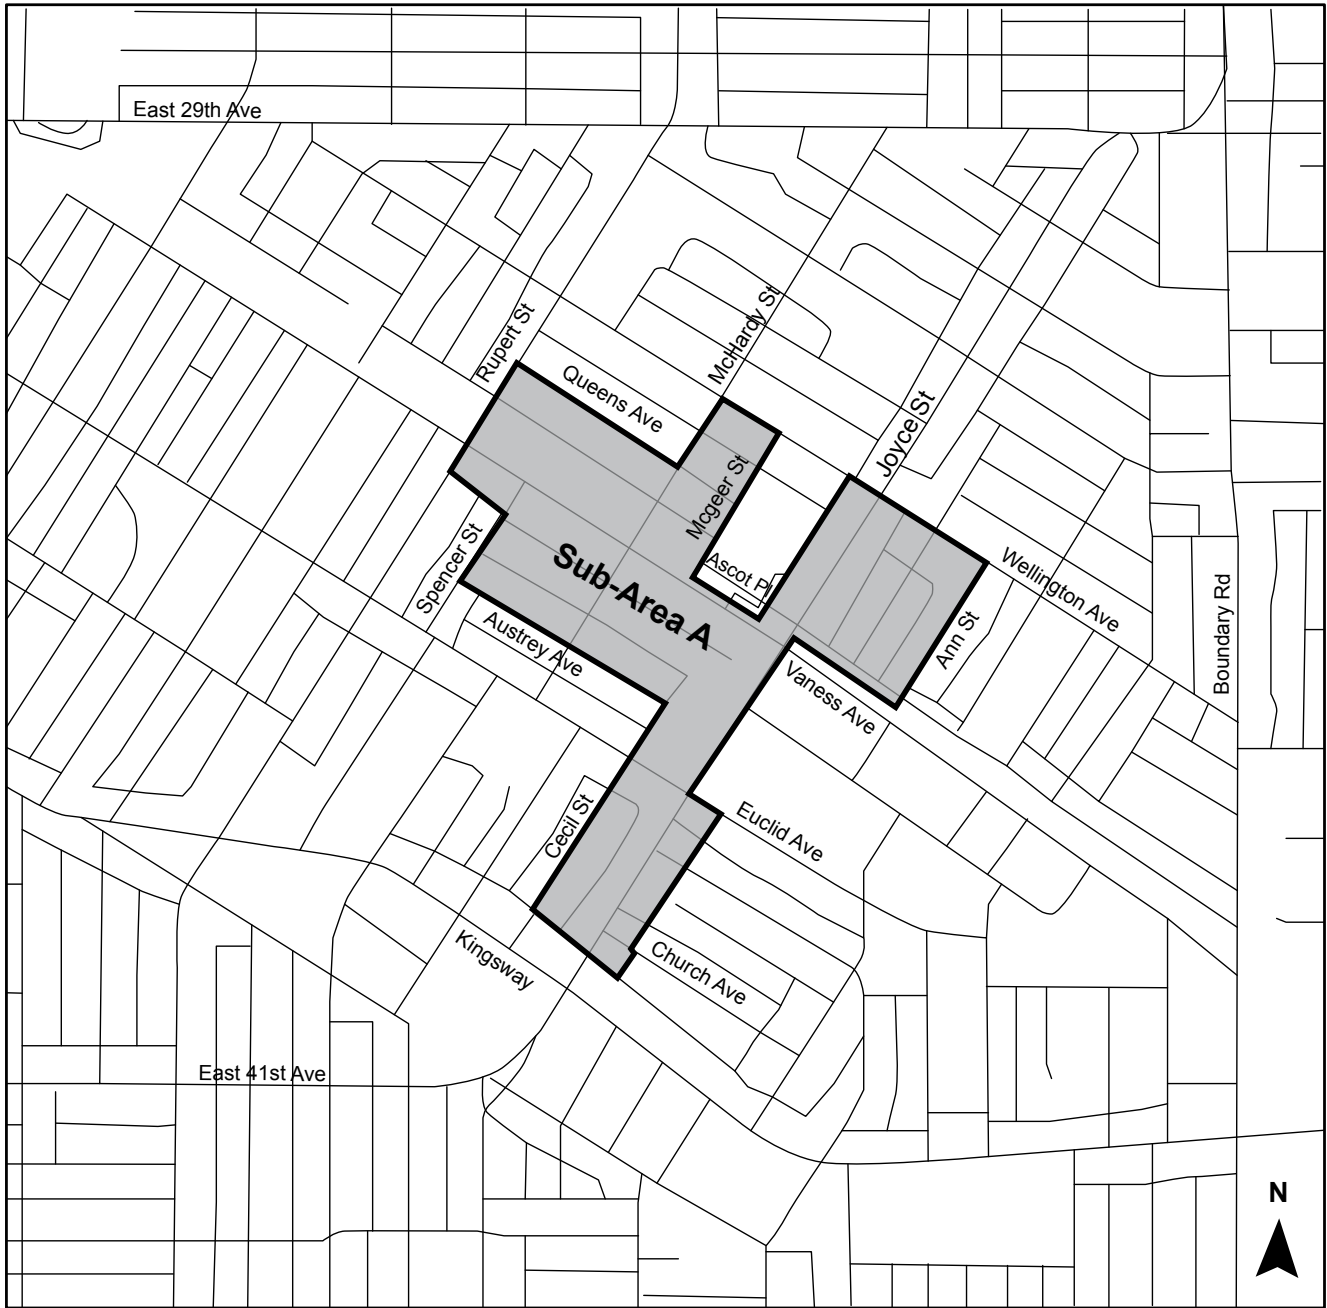 East 29th Ave
Rupert St
Queens Ave
McHardy St
Joyce St
Mcgeer St
Ascot Pl
Spencer St
Sub-Area A
Wellington Ave
Ann St
Boundary Rd
Austrey Ave
Vaness Ave
Cecil St
Euclid Ave
Kingsway
Church Ave
East 41st Ave
N